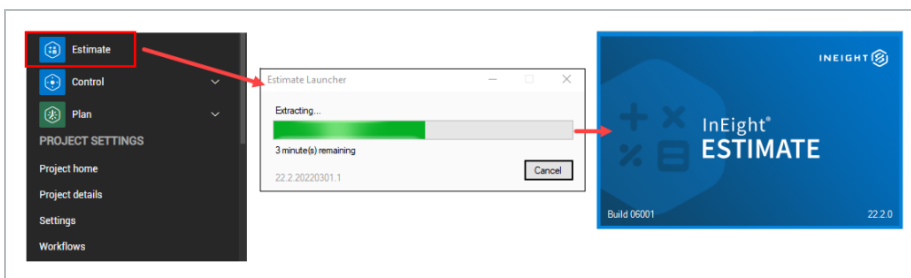 Estimate
Control
Plan
PROJECT SETTINGS
Project home
Project details
Settings
Workflows
Estimate Launcher
Extracting...
3 minute(s) remaining
22.2.20220301.1
Cancel
INEIGHT
InEight®
ESTIMATE
Build 06001
22.2.0